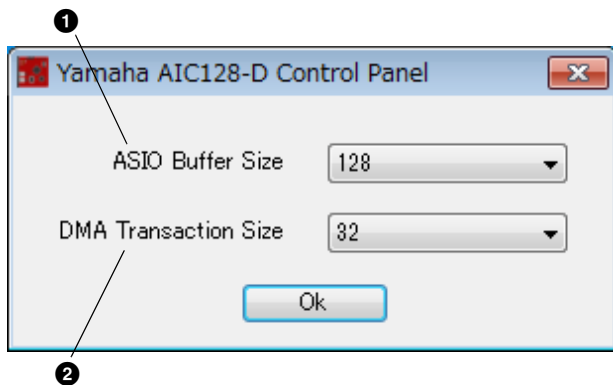 ❶
Yamaha AIC128-D Control Panel
ASIO Buffer Size 128
DMA Transaction Size 32
Ok
❷